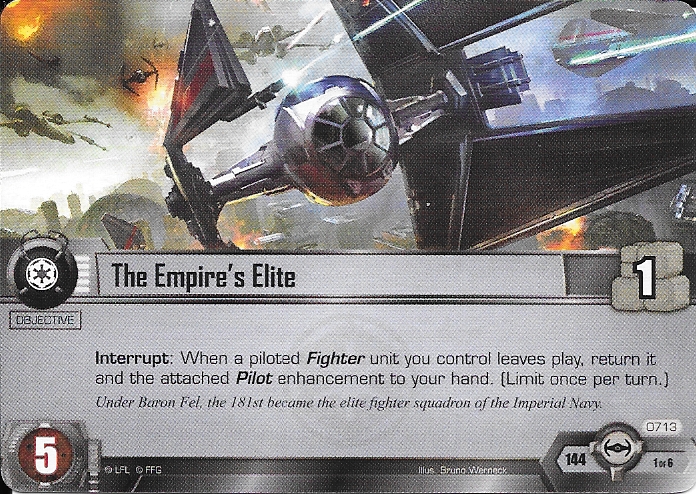 The Empire's Elite
1
OBJECTIVE
Interrupt: When a piloted Fighter unit you control leaves play, return it
and the attached Pilot enhancement to your hand. (Limit once per turn.)
Under Baron Fel, the 181st became the elite fighter squadron of the Imperial Navy.
5
© LFL © FFG
Illus. Bruno Werneck
0713
144
1 OF 6